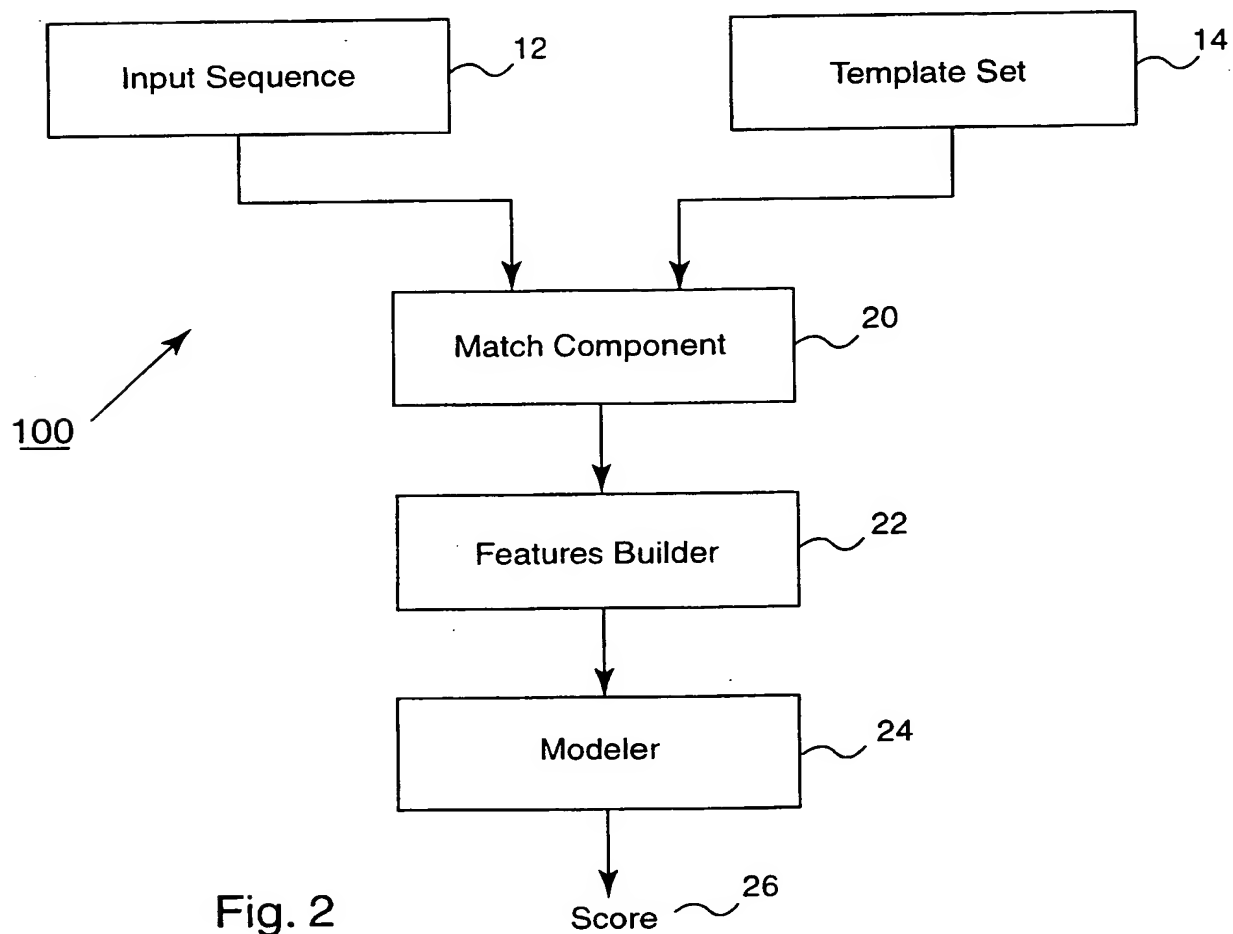 Input Sequence
12
Template Set
14
Match Component
20
100
Features Builder
22
Modeler
24
Score
26
Fig. 2